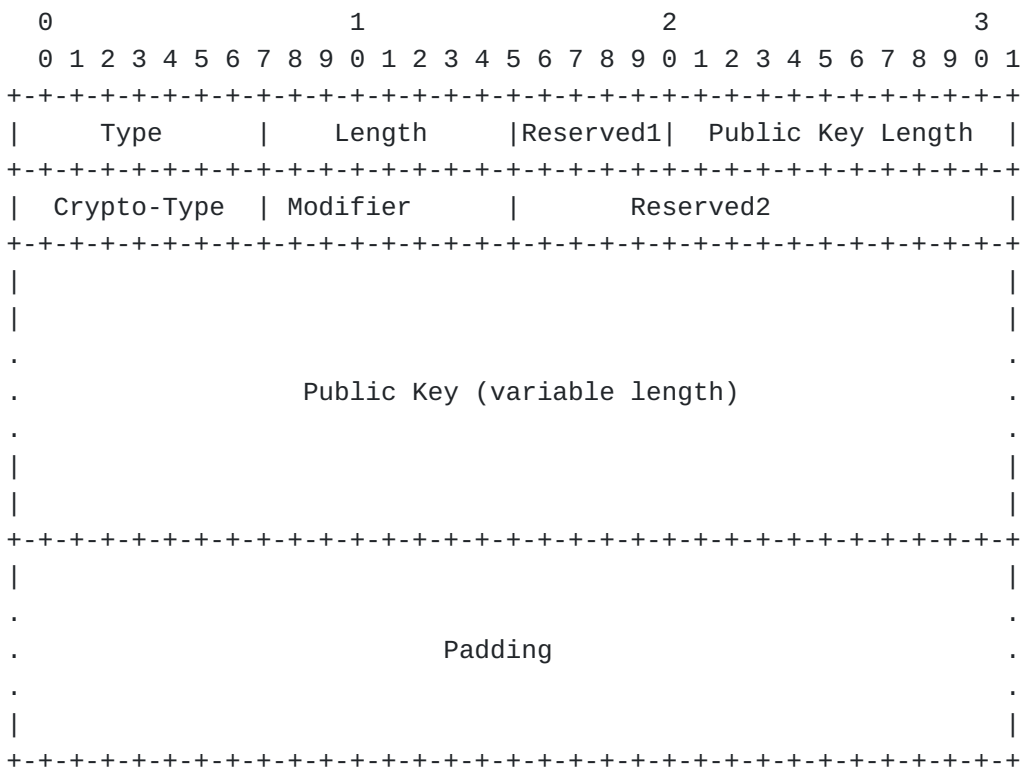 0                   1                   2                   3
 0 1 2 3 4 5 6 7 8 9 0 1 2 3 4 5 6 7 8 9 0 1 2 3 4 5 6 7 8 9 0 1
+-+-+-+-+-+-+-+-+-+-+-+-+-+-+-+-+-+-+-+-+-+-+-+-+-+-+-+-+-+-+-+-+
|     Type      |    Length     |Reserved1|  Public Key Length  |
+-+-+-+-+-+-+-+-+-+-+-+-+-+-+-+-+-+-+-+-+-+-+-+-+-+-+-+-+-+-+-+-+
|  Crypto-Type  | Modifier      |       Reserved2               |
+-+-+-+-+-+-+-+-+-+-+-+-+-+-+-+-+-+-+-+-+-+-+-+-+-+-+-+-+-+-+-+-+
|                                                               |
|                                                               |
.                                                               .
.                  Public Key (variable length)                 .
.                                                               .
|                                                               |
|                                                               |
+-+-+-+-+-+-+-+-+-+-+-+-+-+-+-+-+-+-+-+-+-+-+-+-+-+-+-+-+-+-+-+-+
|                                                               |
.                                                               .
.                           Padding                             .
.                                                               .
|                                                               |
+-+-+-+-+-+-+-+-+-+-+-+-+-+-+-+-+-+-+-+-+-+-+-+-+-+-+-+-+-+-+-+-+